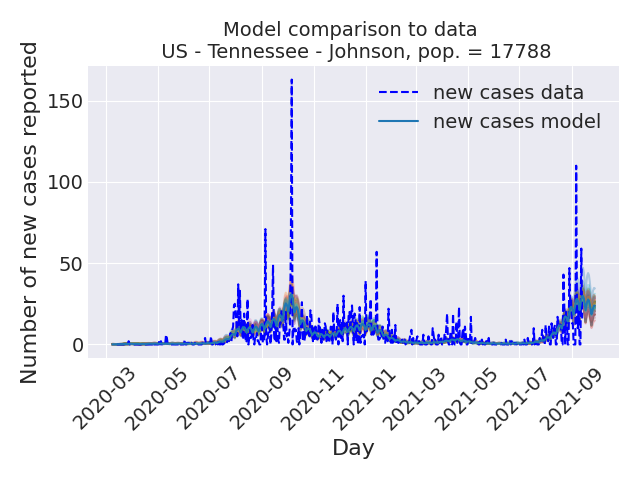 Model comparison to data
US - Tennessee - Johnson, pop. = 17788
Number of new cases reported
150
100
50
0
new cases data
new cases model
2020-03
2020-05
2020-07
2020-09
2020-11
2021-01
2021-03
2021-05
2021-07
2021-09
Day